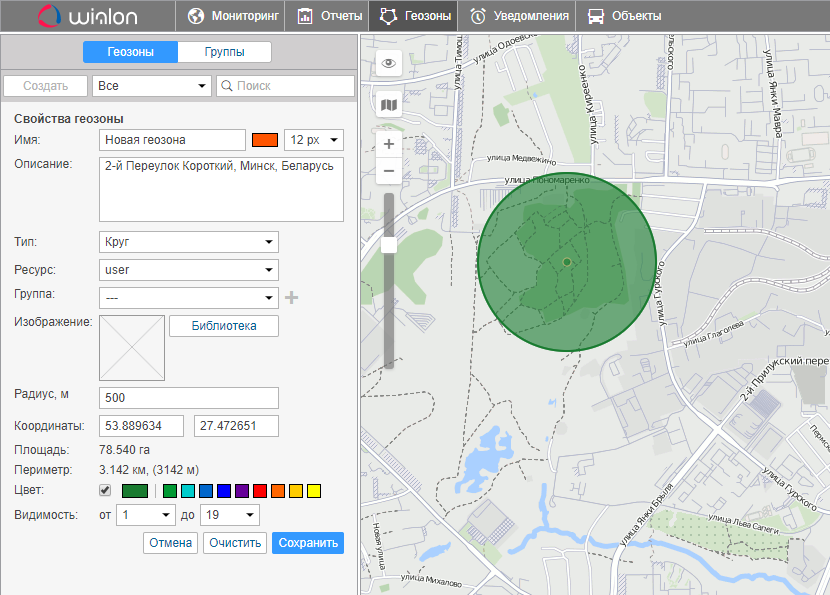 wialon Мониторинг Отчеты Геозоны Уведомления Объекты
Геозоны Группы
Создать Все Поиск
Свойства геозоны
Имя: Новая геозона 12 px
Описание: 2-й Переулок Короткий, Минск, Беларусь
Тип: Круг
Ресурс: user
Группа: ---
Изображение: Библиотека
Радиус, м 500
Координаты: 53.889634 27.472651
Площадь: 78.540 га
Периметр: 3.142 км, (3142 м)
Цвет:
Видимость: от 1 до 19
Отмена Очистить Сохранить
улица Одоевс
улица Тимош
улица Кириенко
улица Янки Мавра
улица Медвежино
улица Пономаренко
улица Гурского
улица Глаголева
2-й Прилукский пере
улица Гурского
улица Янки Брыля
улица Льва Сапеги
Новая улица
улица Михалово